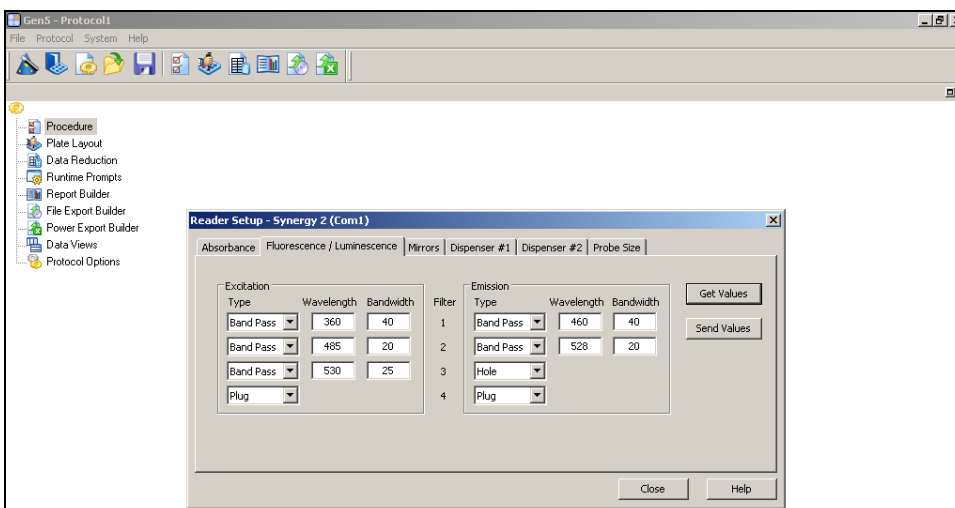 Gen5 - Protocol1
File Protocol System Help
Procedure
Plate Layout
Data Reduction
Runtime Prompts
Report Builder
File Export Builder
Power Export Builder
Data Views
Protocol Options
Reader Setup - Synergy 2 (Com1)
Absorbance Fluorescence / Luminescence Mirrors Dispenser #1 Dispenser #2 Probe Size
Excitation Emission
Type Wavelength Bandwidth Filter Type Wavelength Bandwidth Get Values
Band Pass 360 40 1 Band Pass 460 40
Send Values
Band Pass 485 20 2 Band Pass 528 20
Band Pass 530 25 3 Hole
Plug 4 Plug
Close Help